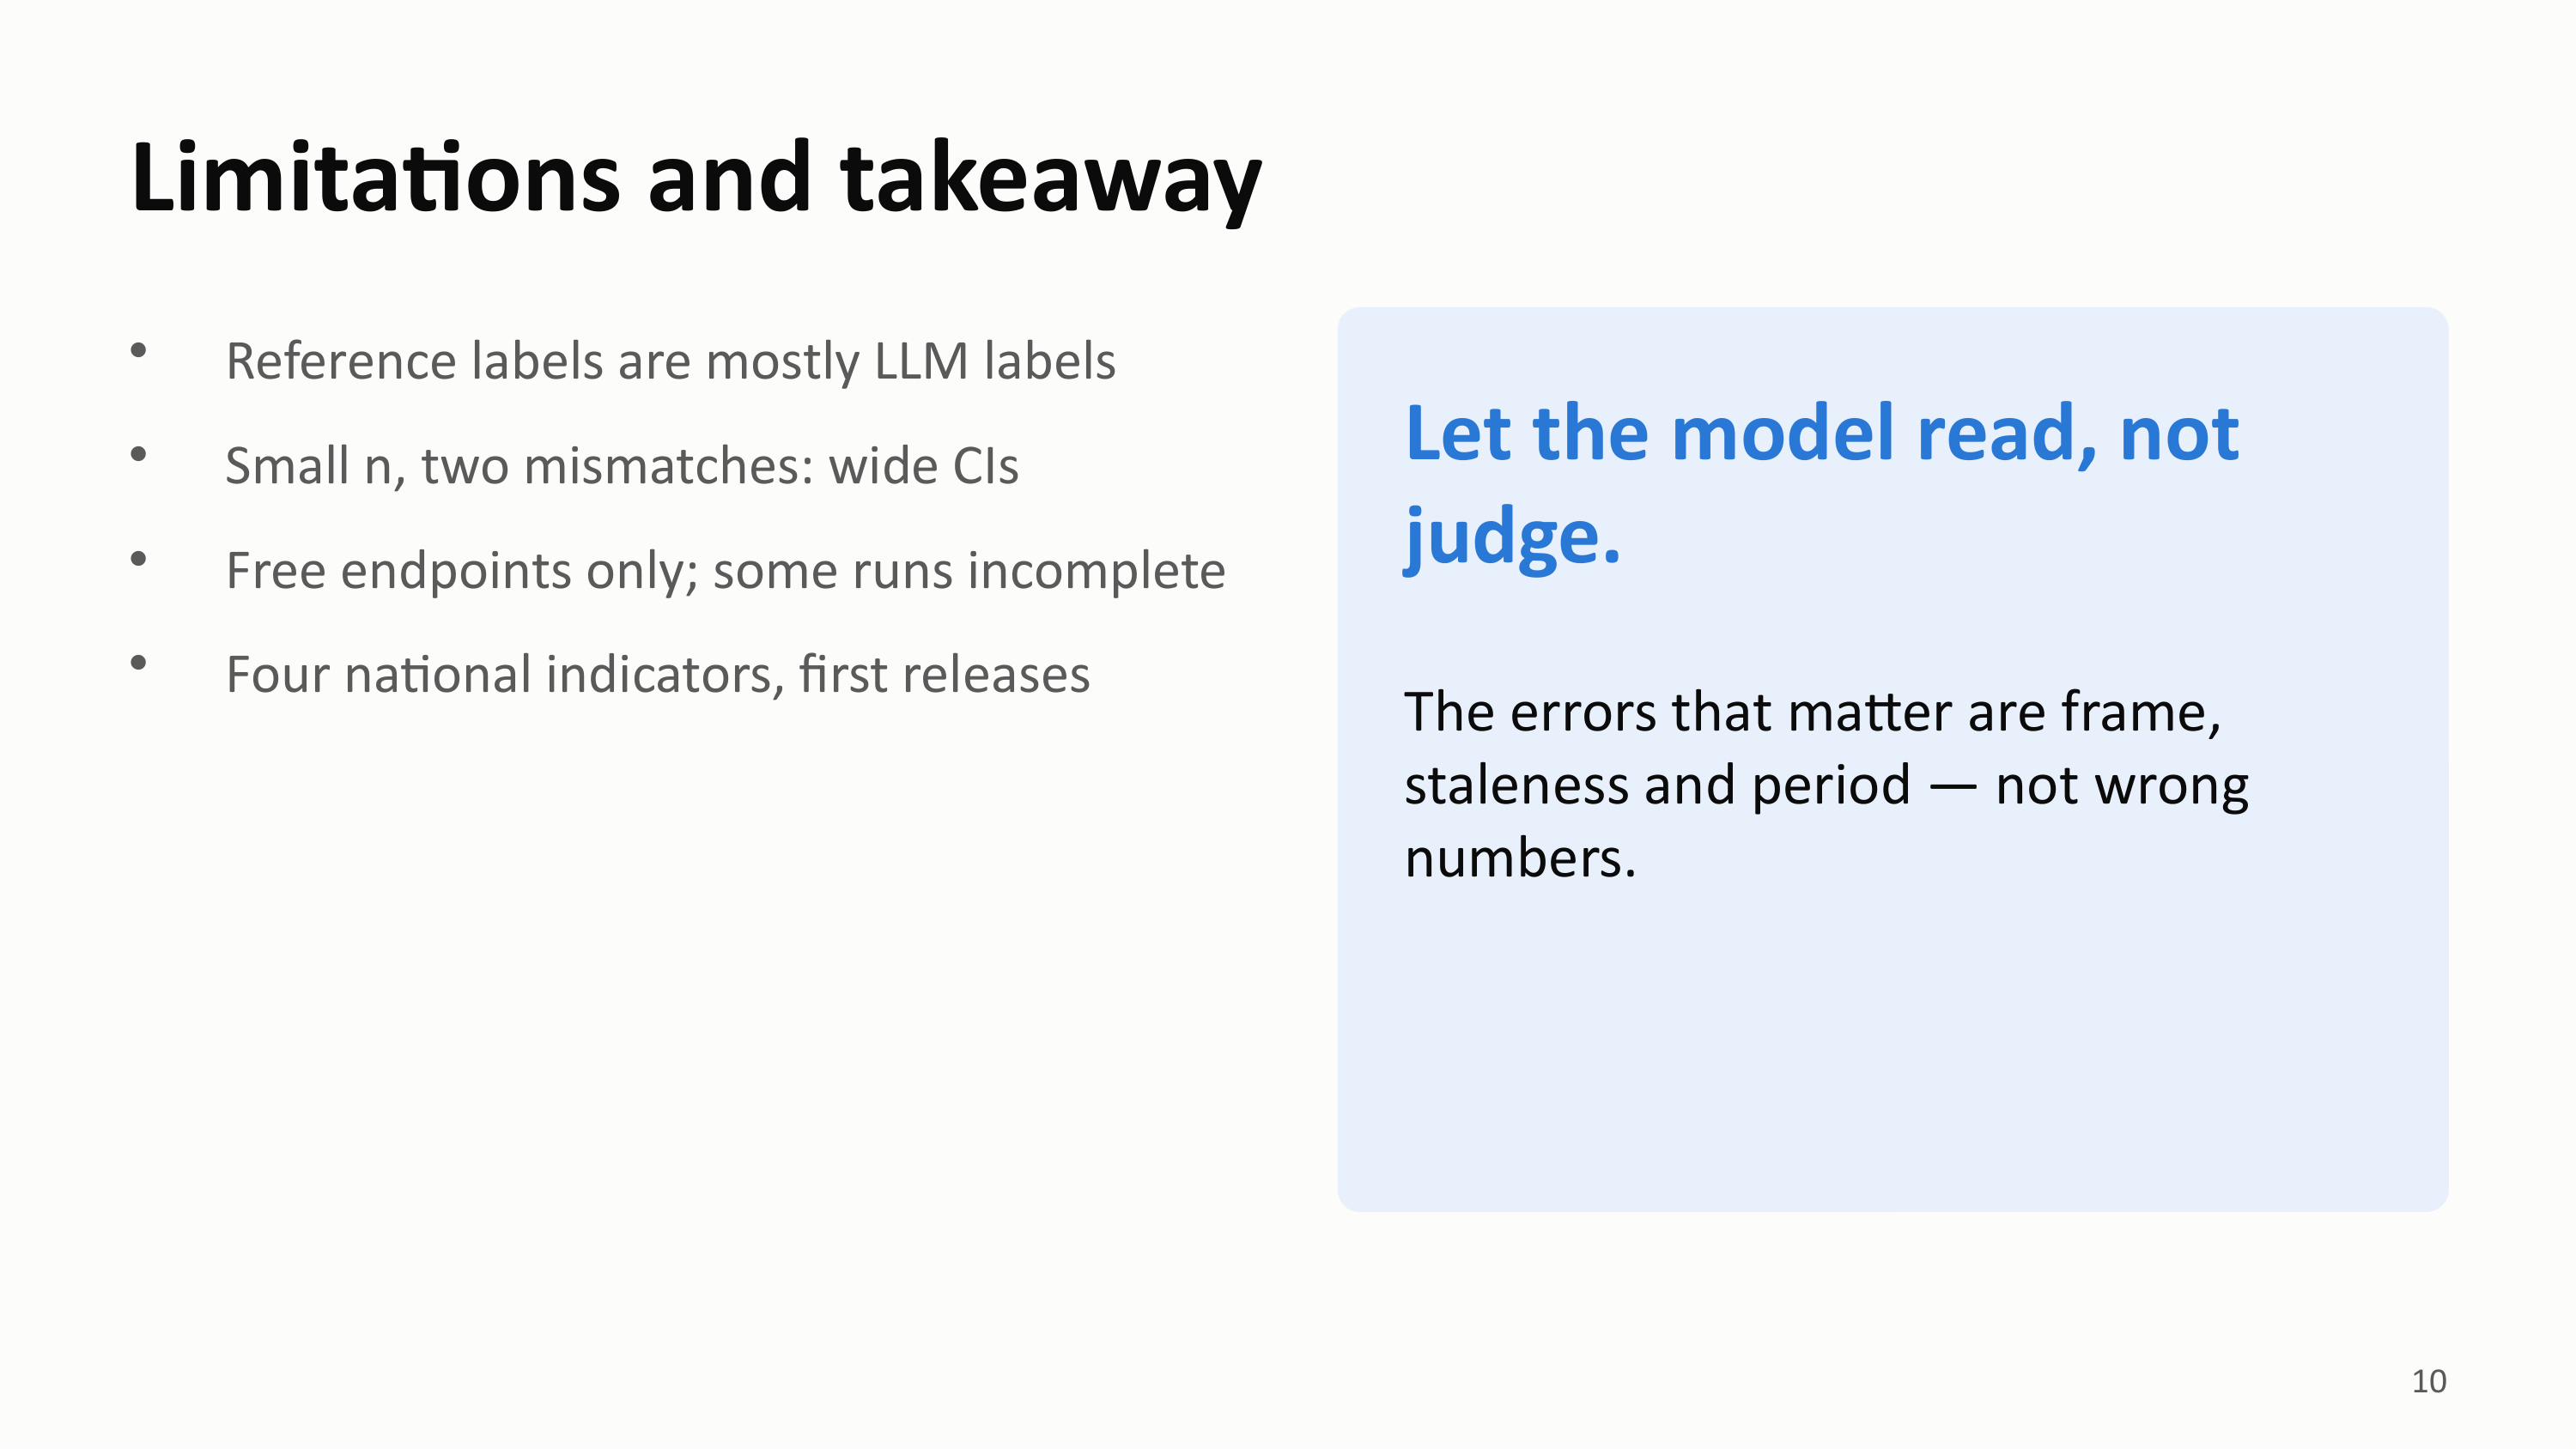 Limitations and takeaway
• Reference labels are mostly LLM labels
• Small n, two mismatches: wide CIs
• Free endpoints only; some runs incomplete
• Four national indicators, first releases
Let the model read, not
judge.
The errors that matter are frame,
staleness and period — not wrong
numbers.
10